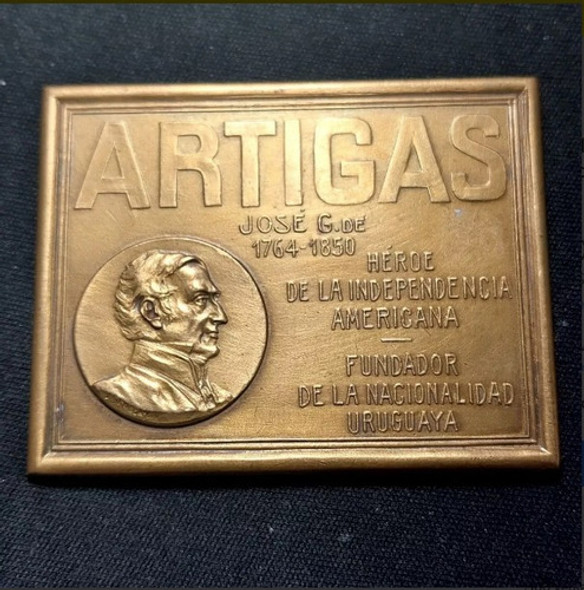 ARTIGAS
JOSÉ G. DE
1764-1850
HÉROE
DE LA INDEPENDENCIA
AMERICANA
—
FUNDADOR
DE LA NACIONALIDAD
URUGUAYA